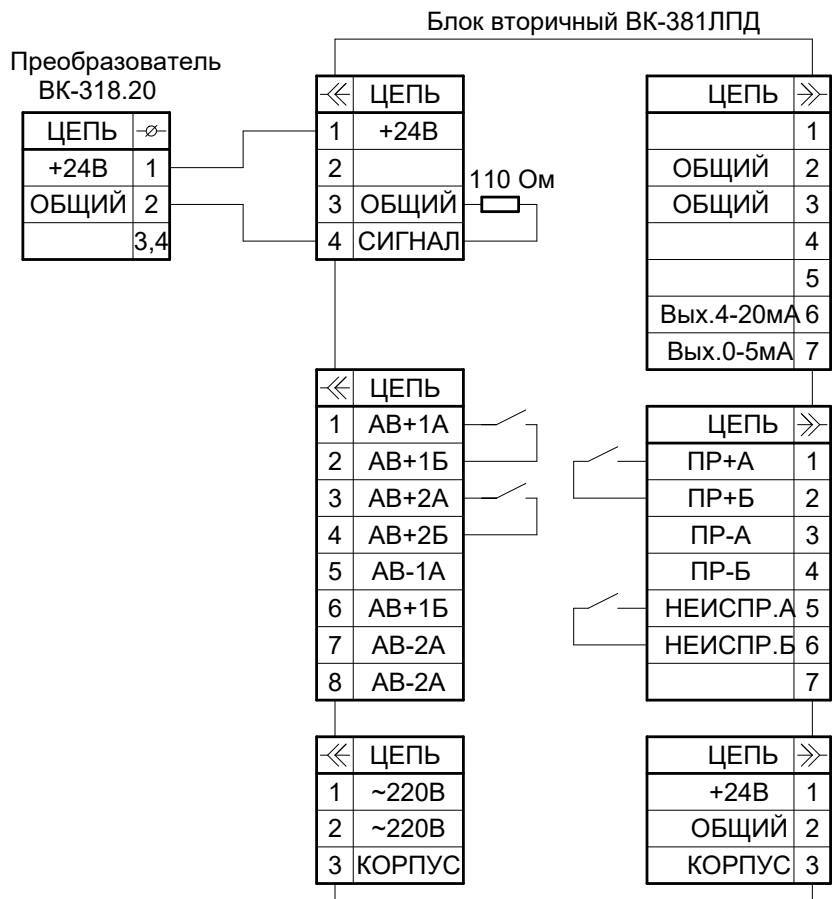 Блок вторичный ВК-381ЛПД
Преобразователь
ВК-318.20
ЦЕПЬ
+24В 1
ОБЩИЙ 2
3,4
ЦЕПЬ
1 +24В
2
3 ОБЩИЙ
4 СИГНАЛ
110 Ом
ЦЕПЬ
1
ОБЩИЙ 2
ОБЩИЙ 3
4
5
Вых.4-20мА 6
Вых.0-5мА 7
ЦЕПЬ
1 АВ+1А
2 АВ+1Б
3 АВ+2А
4 АВ+2Б
5 АВ-1А
6 АВ+1Б
7 АВ-2А
8 АВ-2А
ЦЕПЬ
ПР+А 1
ПР+Б 2
ПР-А 3
ПР-Б 4
НЕИСПР.А 5
НЕИСПР.Б 6
7
ЦЕПЬ
1 ~220В
2 ~220В
3 КОРПУС
ЦЕПЬ
+24В 1
ОБЩИЙ 2
КОРПУС 3